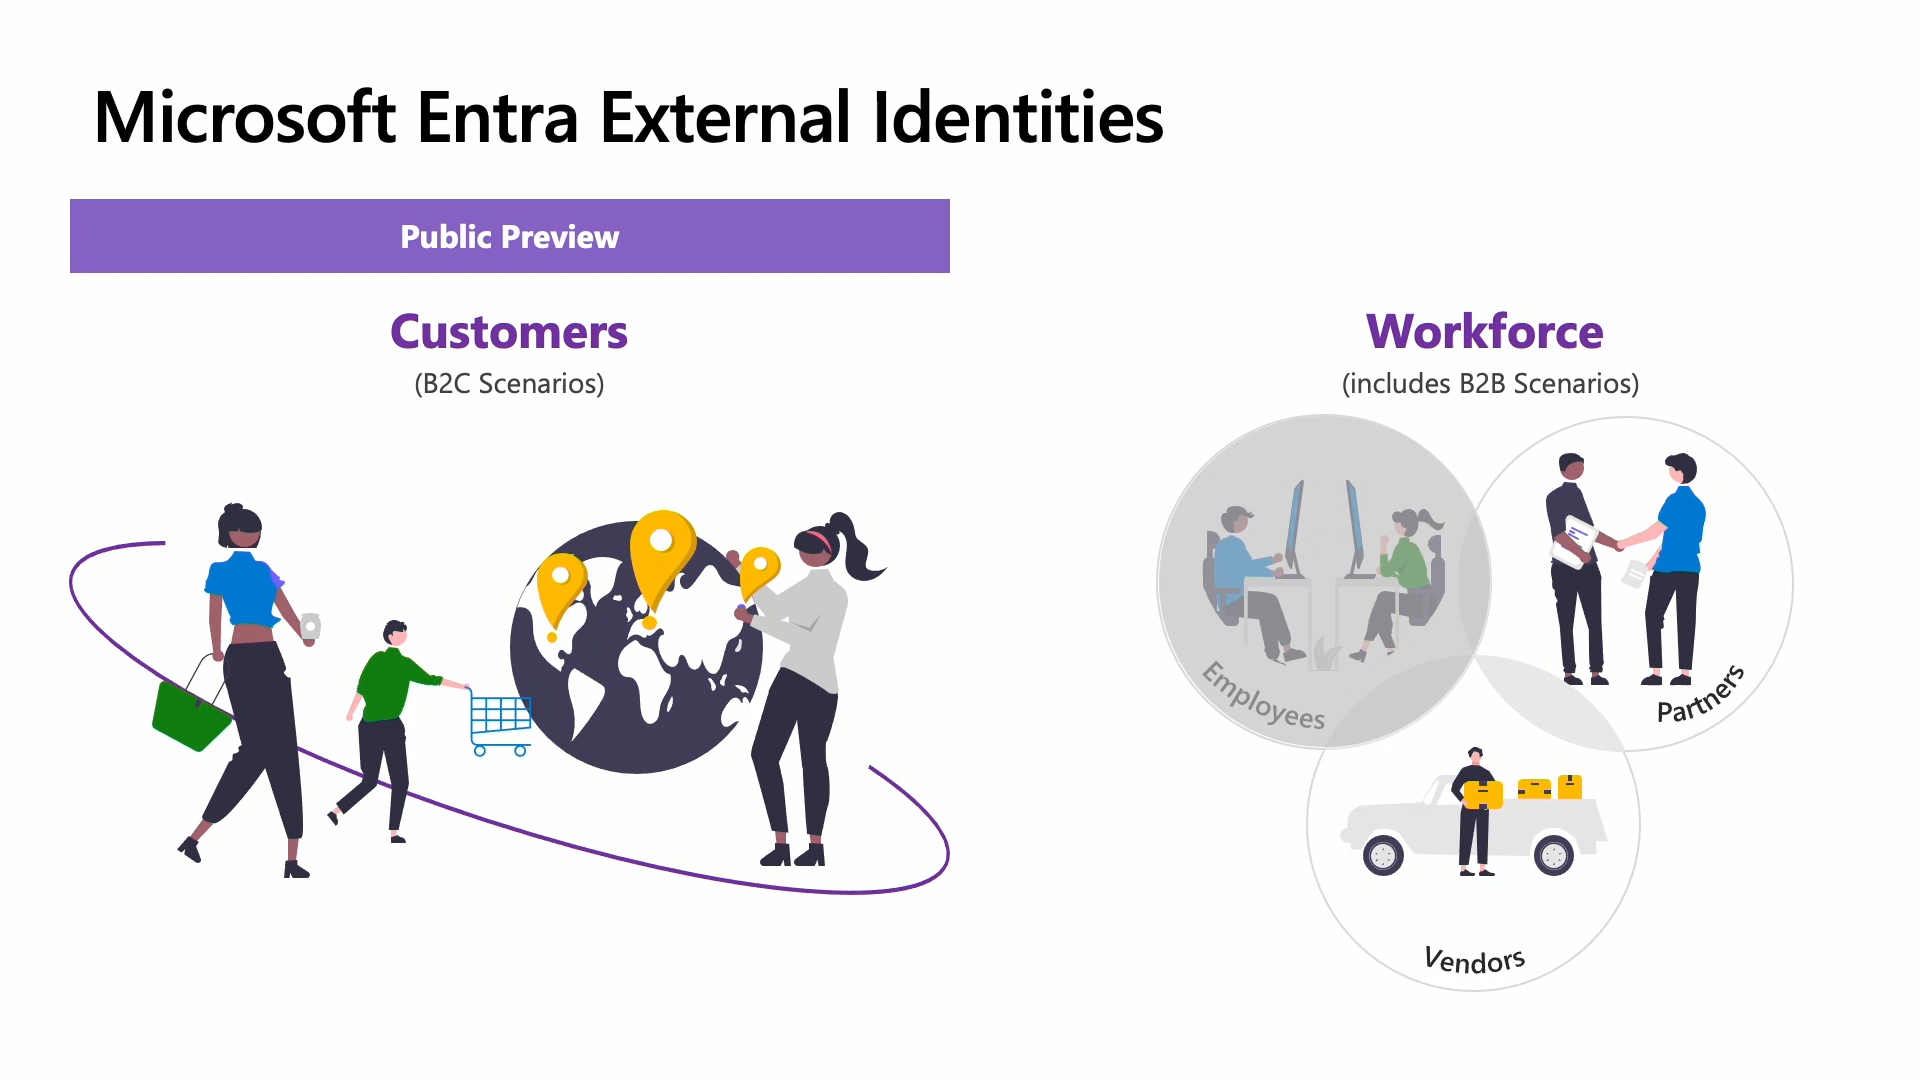 Microsoft Entra External Identities
Public Preview
Customers
(B2C Scenarios)
Workforce
(includes B2B Scenarios)
Employees
Partners
Vendors